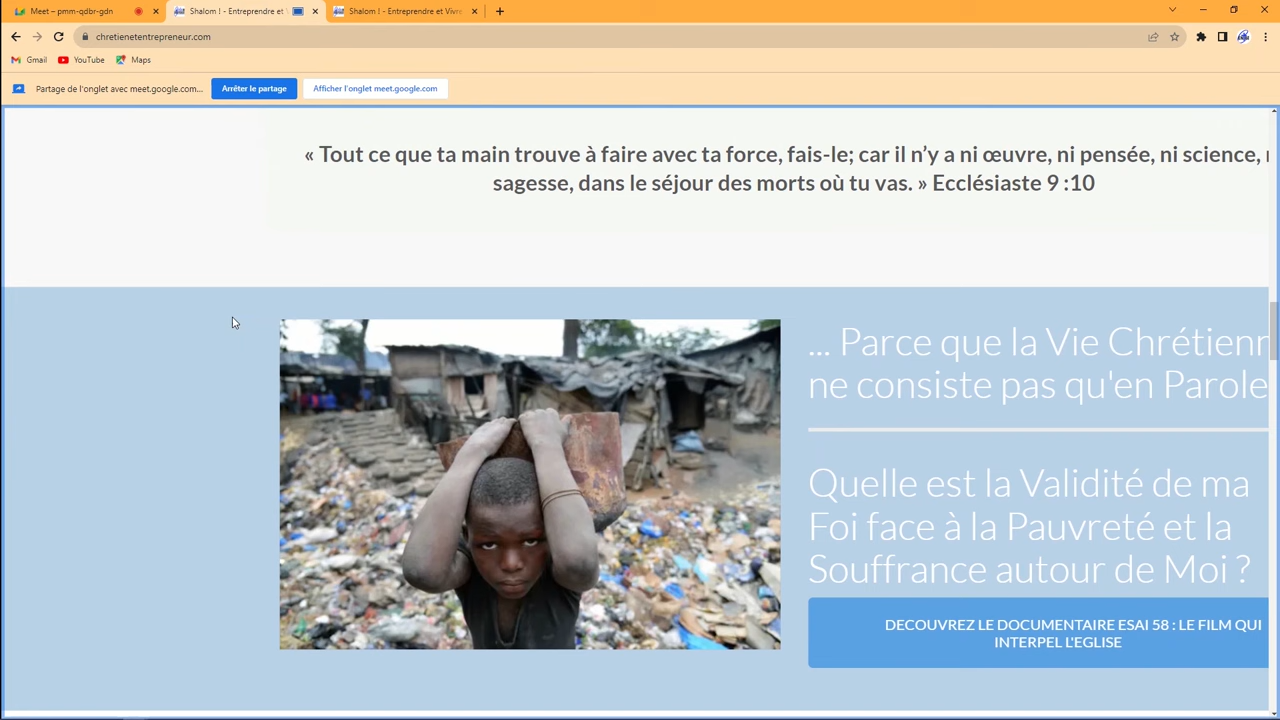 Meet – pmm-qdbr-gdn
Shalom ! - Entreprendre et V
Shalom ! - Entreprendre et Vivre
chretienetentrepreneur.com
Gmail
YouTube
Maps
Partage de l'onglet avec meet.google.com...
Arrêter le partage
Afficher l'onglet meet.google.com
« Tout ce que ta main trouve à faire avec ta force, fais-le; car il n’y a ni œuvre, ni pensée, ni science,
sagesse, dans le séjour des morts où tu vas. » Ecclésiaste 9 :10
... Parce que la Vie Chrétienn
ne consiste pas qu'en Parole
Quelle est la Validité de ma
Foi face à la Pauvreté et la
Souffrance autour de Moi ?
DECOUVREZ LE DOCUMENTAIRE ESAI 58 : LE FILM QUI
INTERPEL L'EGLISE